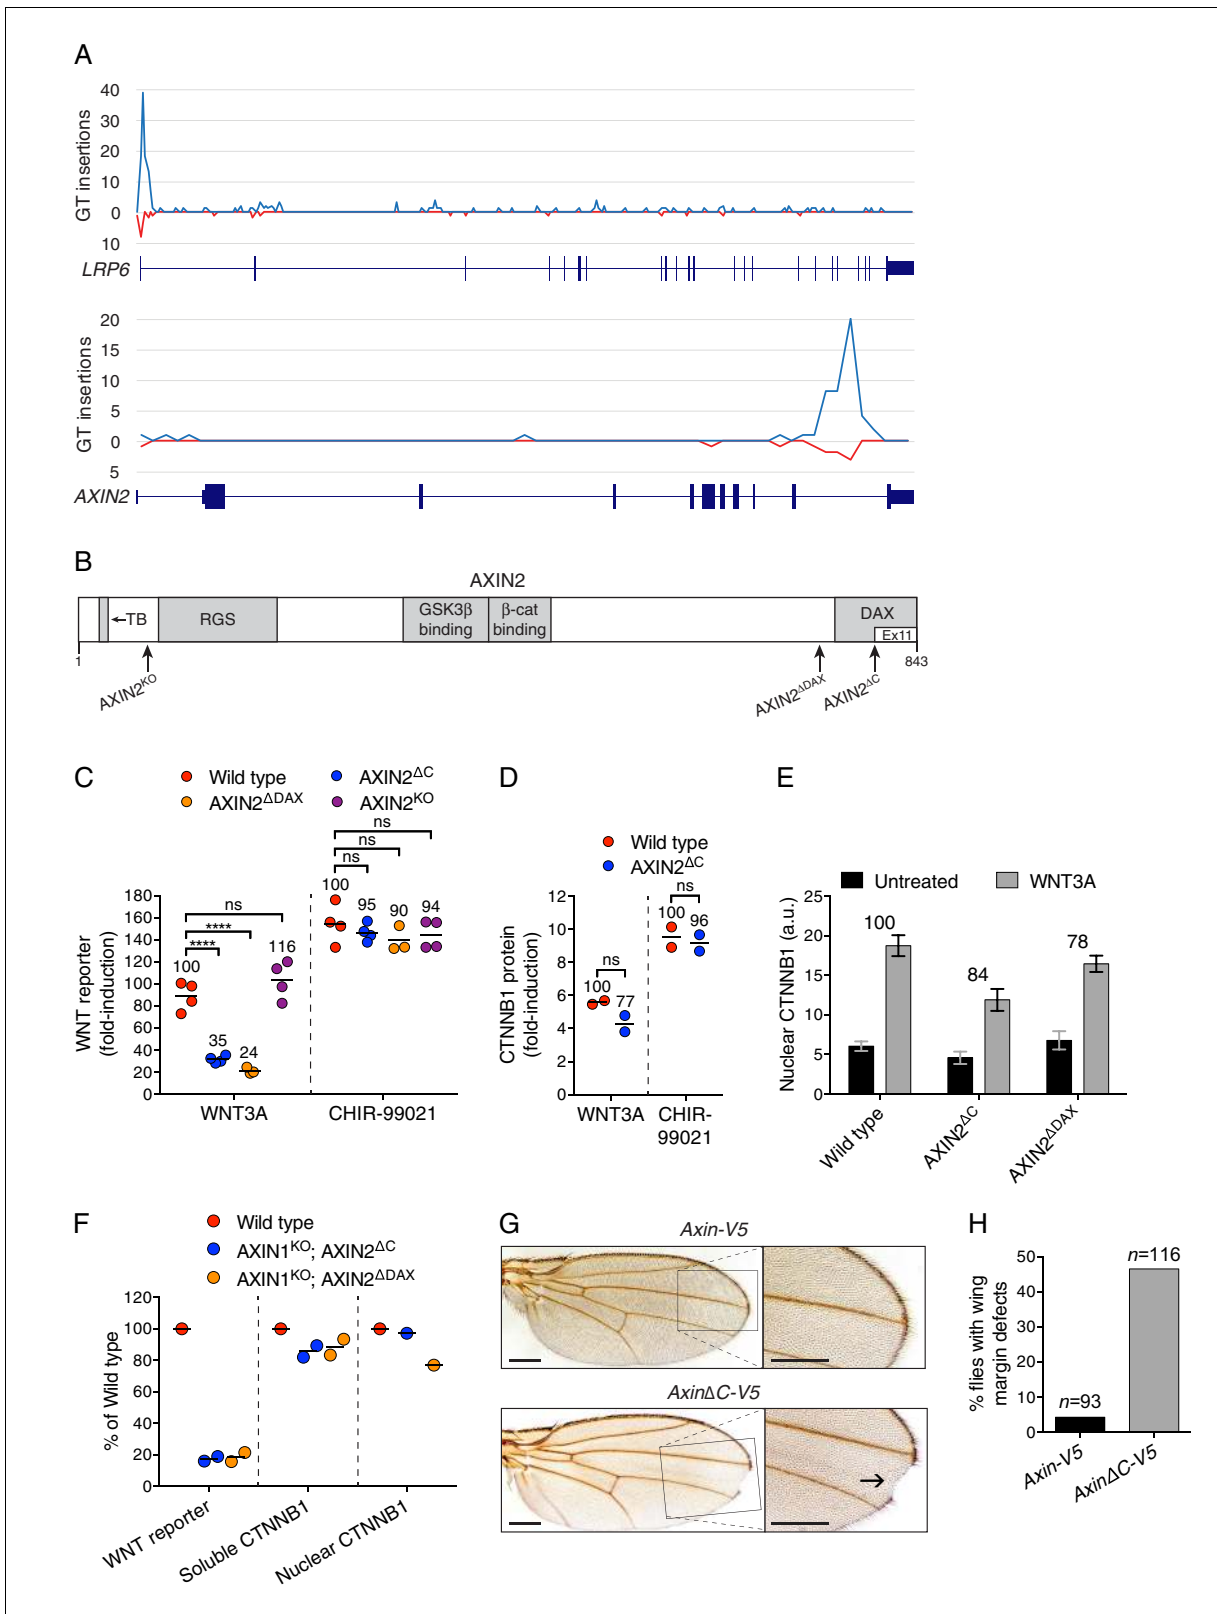 A
GT insertions
40
30
20
10
0
10
LRP6
GT insertions
20
15
10
5
0
5
AXIN2
B
AXIN2
←TB
RGS
GSK3β
binding
β-cat
binding
DAX
Ex11
1
843
AXIN2KO
AXIN2ΔDAX
AXIN2ΔC
C
Wild type
AXIN2ΔC
AXIN2ΔDAX
AXIN2KO
WNT reporter
(fold-induction)
180
160
140
120
100
80
60
40
20
0
ns
****
****
100
35
24
116
ns
ns
ns
100
95
90
94
WNT3A
CHIR-99021
D
Wild type
AXIN2ΔC
CTNNB1 protein
(fold-induction)
12
10
8
6
4
2
0
ns
100
77
ns
100
96
WNT3A
CHIR-
99021
E
Untreated
WNT3A
Nuclear CTNNB1 (a.u.)
25
20
15
10
5
0
100
84
78
Wild type
AXIN2ΔC
AXIN2ΔDAX
F
Wild type
AXIN1KO; AXIN2ΔC
AXIN1KO; AXIN2ΔDAX
% of Wild type
120
100
80
60
40
20
0
WNT reporter
Soluble CTNNB1
Nuclear CTNNB1
G
Axin-V5
AxinΔC-V5
H
% flies with wing
margin defects
50
40
30
20
10
0
n=93
n=116
Axin-V5
AxinΔC-V5